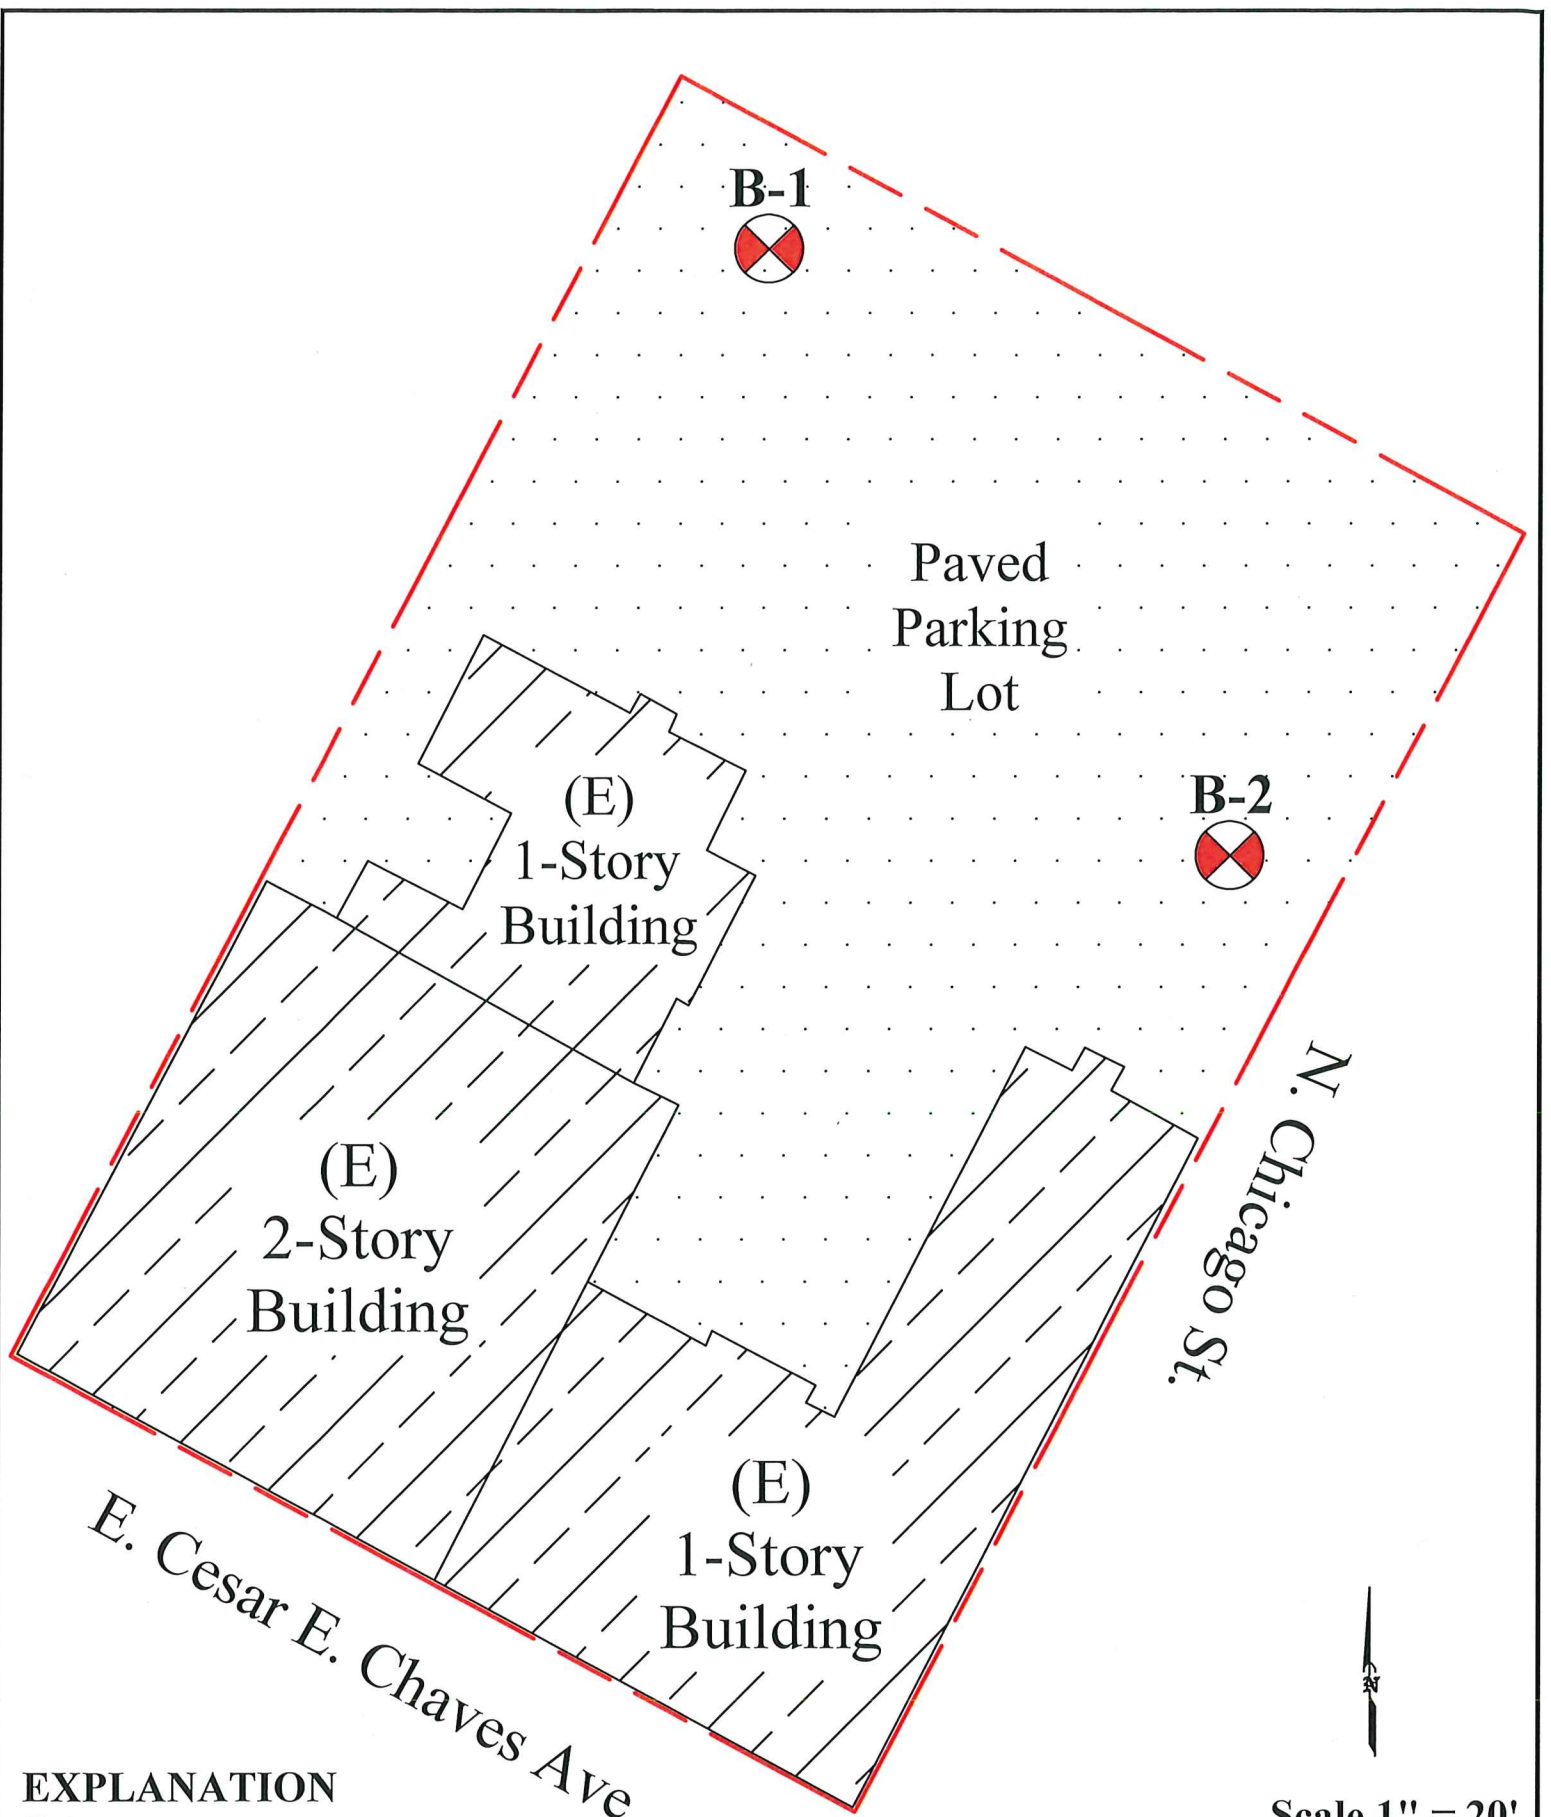 B-1
Paved
Parking
Lot
B-2
(E)
1-Story
Building
N. Chicago St.
(E)
2-Story
Building
(E)
1-Story
Building
E. Cesar E. Chaves Ave
N
EXPLANATION
Scale 1" = 20'